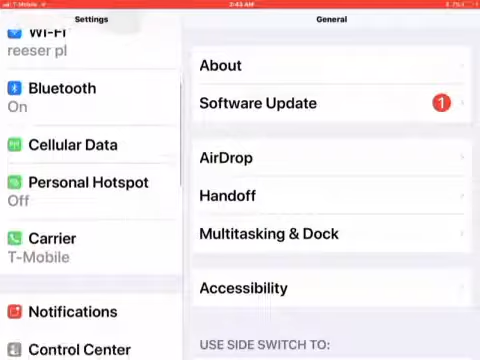 T-Mobile
2:43 AM
7%
Settings
General
Wi-Fi
reeser pl
Bluetooth
On
Cellular Data
Personal Hotspot
Off
Carrier
T-Mobile
Notifications
Control Center
About
Software Update
1
AirDrop
Handoff
Multitasking & Dock
Accessibility
USE SIDE SWITCH TO: